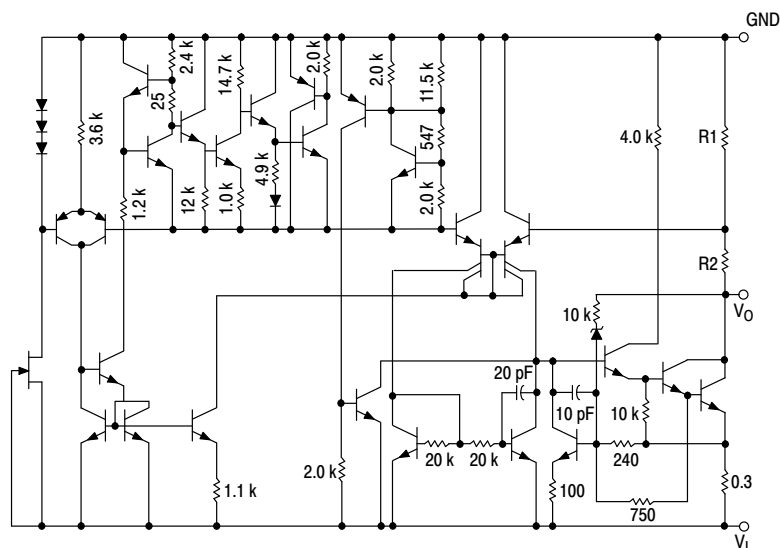 GND
2.4 k
25
3.6 k
1.2 k
12 k
14.7 k
1.0 k
4.9 k
2.0 k
2.0 k
11.5 k
547
2.0 k
4.0 k
R1
R2
VO
10 k
20 pF
10 pF
10 k
20 k
20 k
240
2.0 k
1.1 k
100
750
0.3